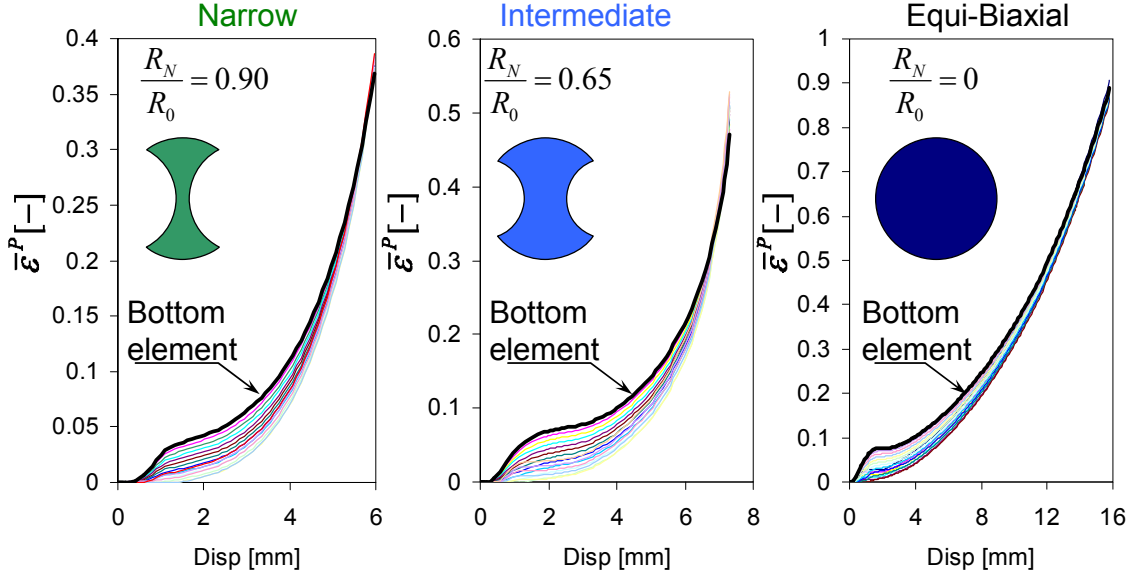 Narrow
0.4
0.35
0.3
0.25
0.2
0.15
0.1
0.05
0
0 2 4 6
ε̅ᴾ[−]
R_N/R_0 = 0.90
Bottom
element
Disp [mm]
Intermediate
0.6
0.5
0.4
0.3
0.2
0.1
0
0 2 4 6 8
ε̅ᴾ[−]
R_N/R_0 = 0.65
Bottom
element
Disp [mm]
Equi-Biaxial
1
0.9
0.8
0.7
0.6
0.5
0.4
0.3
0.2
0.1
0
0 4 8 12 16
ε̅ᴾ[−]
R_N/R_0 = 0
Bottom
element
Disp [mm]